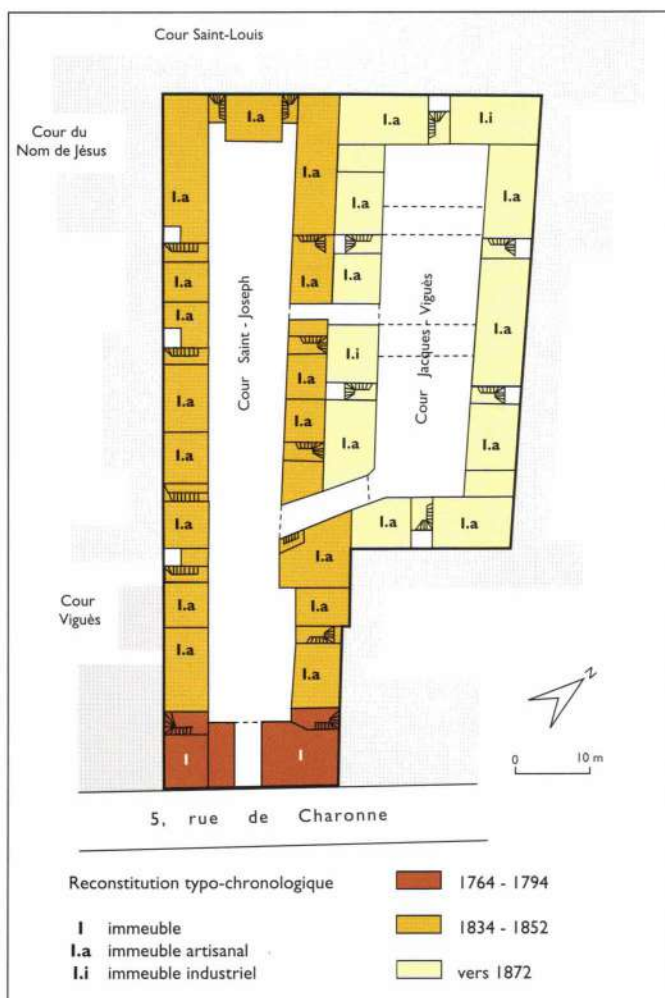 Cour Saint-Louis
Cour du
Nom de Jésus
I.a
I.a
I.i
I.a
I.a
I.a
I.a
I.a
I.a
I.a
I.a
Cour Saint - Joseph
Cour Jacques - Viguès
I.i
I.a
I.a
I.a
I.a
I.a
I.a
I.a
I.a
I.a
I.a
I.a
Cour
Viguès
I.a
I.a
I.a
I.a
I
I
N
0 10 m
5, rue de Charonne
Reconstitution typo-chronologique
I immeuble
I.a immeuble artisanal
I.i immeuble industriel
1764 - 1794
1834 - 1852
vers 1872